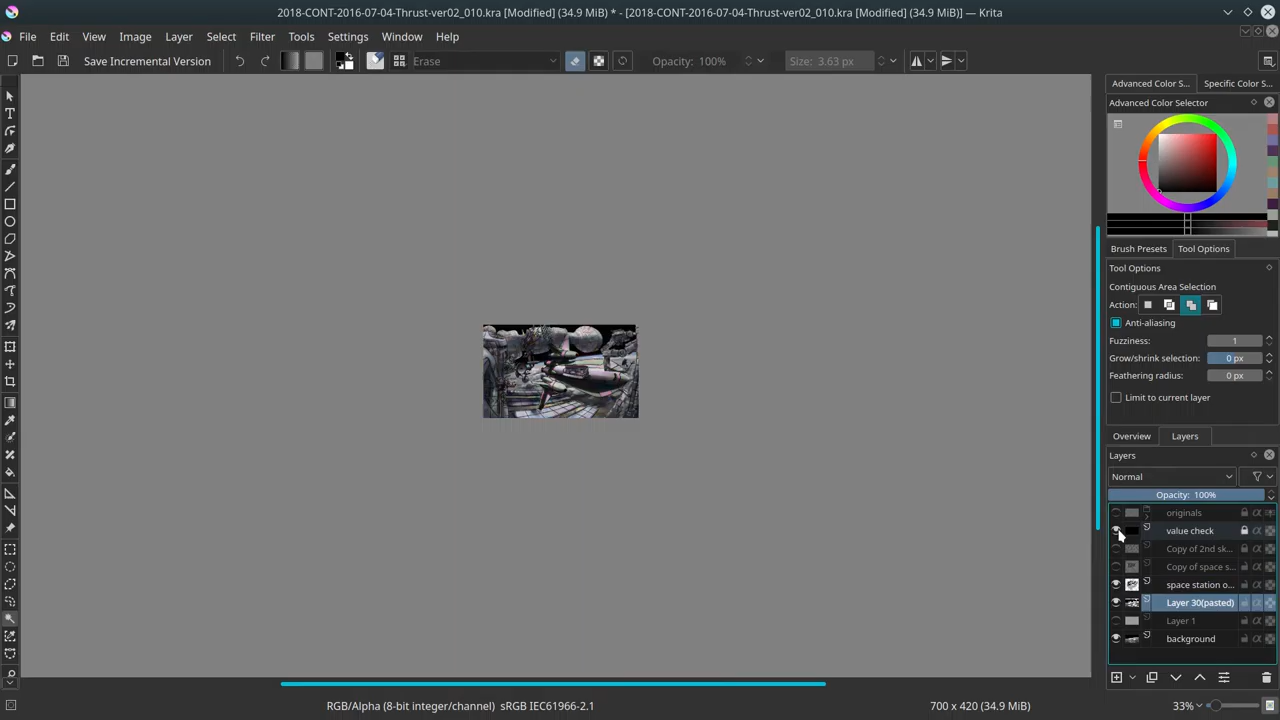 2018-CONT-2016-07-04-Thrust-ver02_010.kra [Modified] (34.9 MiB) * - [2018-CONT-2016-07-04-Thrust-ver02_010.kra [Modified] (34.9 MiB)] — Krita
File Edit View Image Layer Select Filter Tools Settings Window Help
Save Incremental Version Erase Opacity: 100% Size: 3.63 px
Advanced Color S... Specific Color S...
Advanced Color Selector
Brush Presets Tool Options
Tool Options
Contiguous Area Selection
Action:
Anti-aliasing
Fuzziness: 1
Grow/shrink selection: 0 px
Feathering radius: 0 px
Limit to current layer
Overview Layers
Layers
Normal
Opacity: 100%
originals
value check
Copy of 2nd sk...
Copy of space s...
space station o...
Layer 30(pasted)
Layer 1
background
RGB/Alpha (8-bit integer/channel) sRGB IEC61966-2.1 700 x 420 (34.9 MiB) 33%